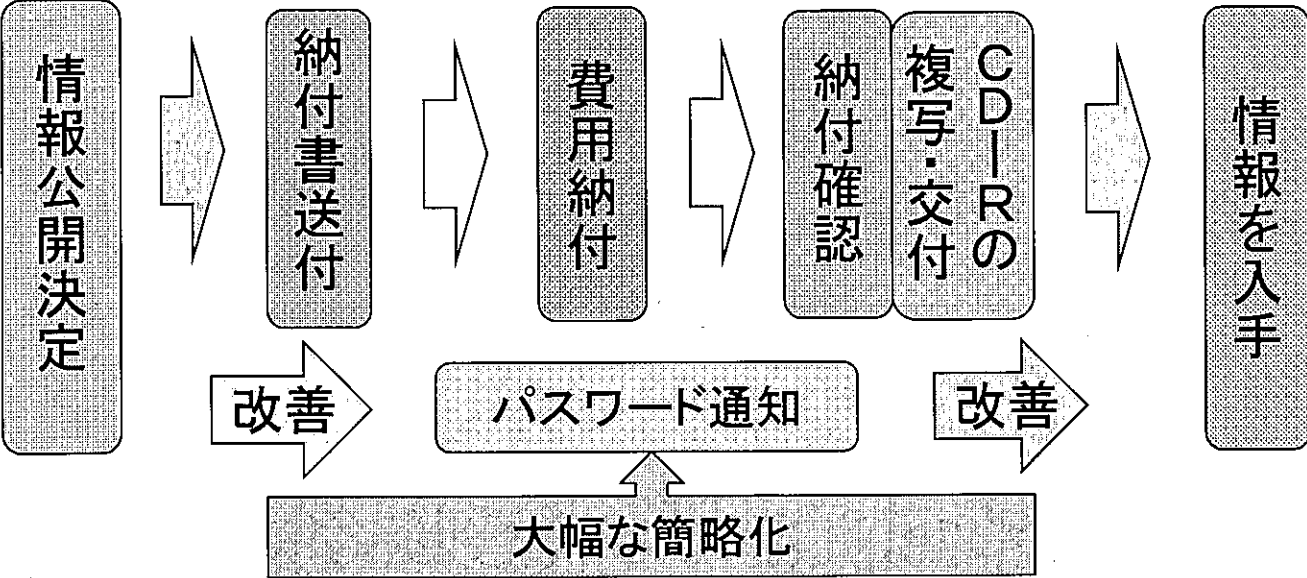 情報公開決定
納付書送付
費用納付
納付確認
CD-Rの
複写・交付
情報を入手
改善
パスワード通知
改善
大幅な簡略化